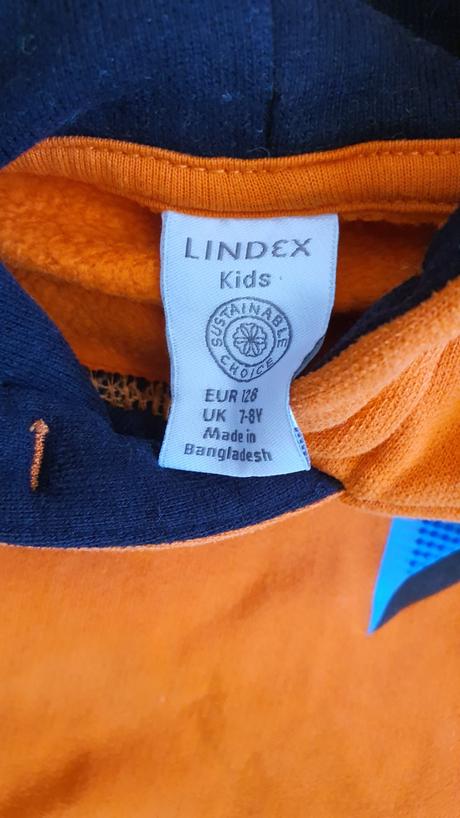 LINDEX
Kids
SUSTAINABLE
CHOICE
EUR 128
UK 7-8Y
Made in
Bangladesh